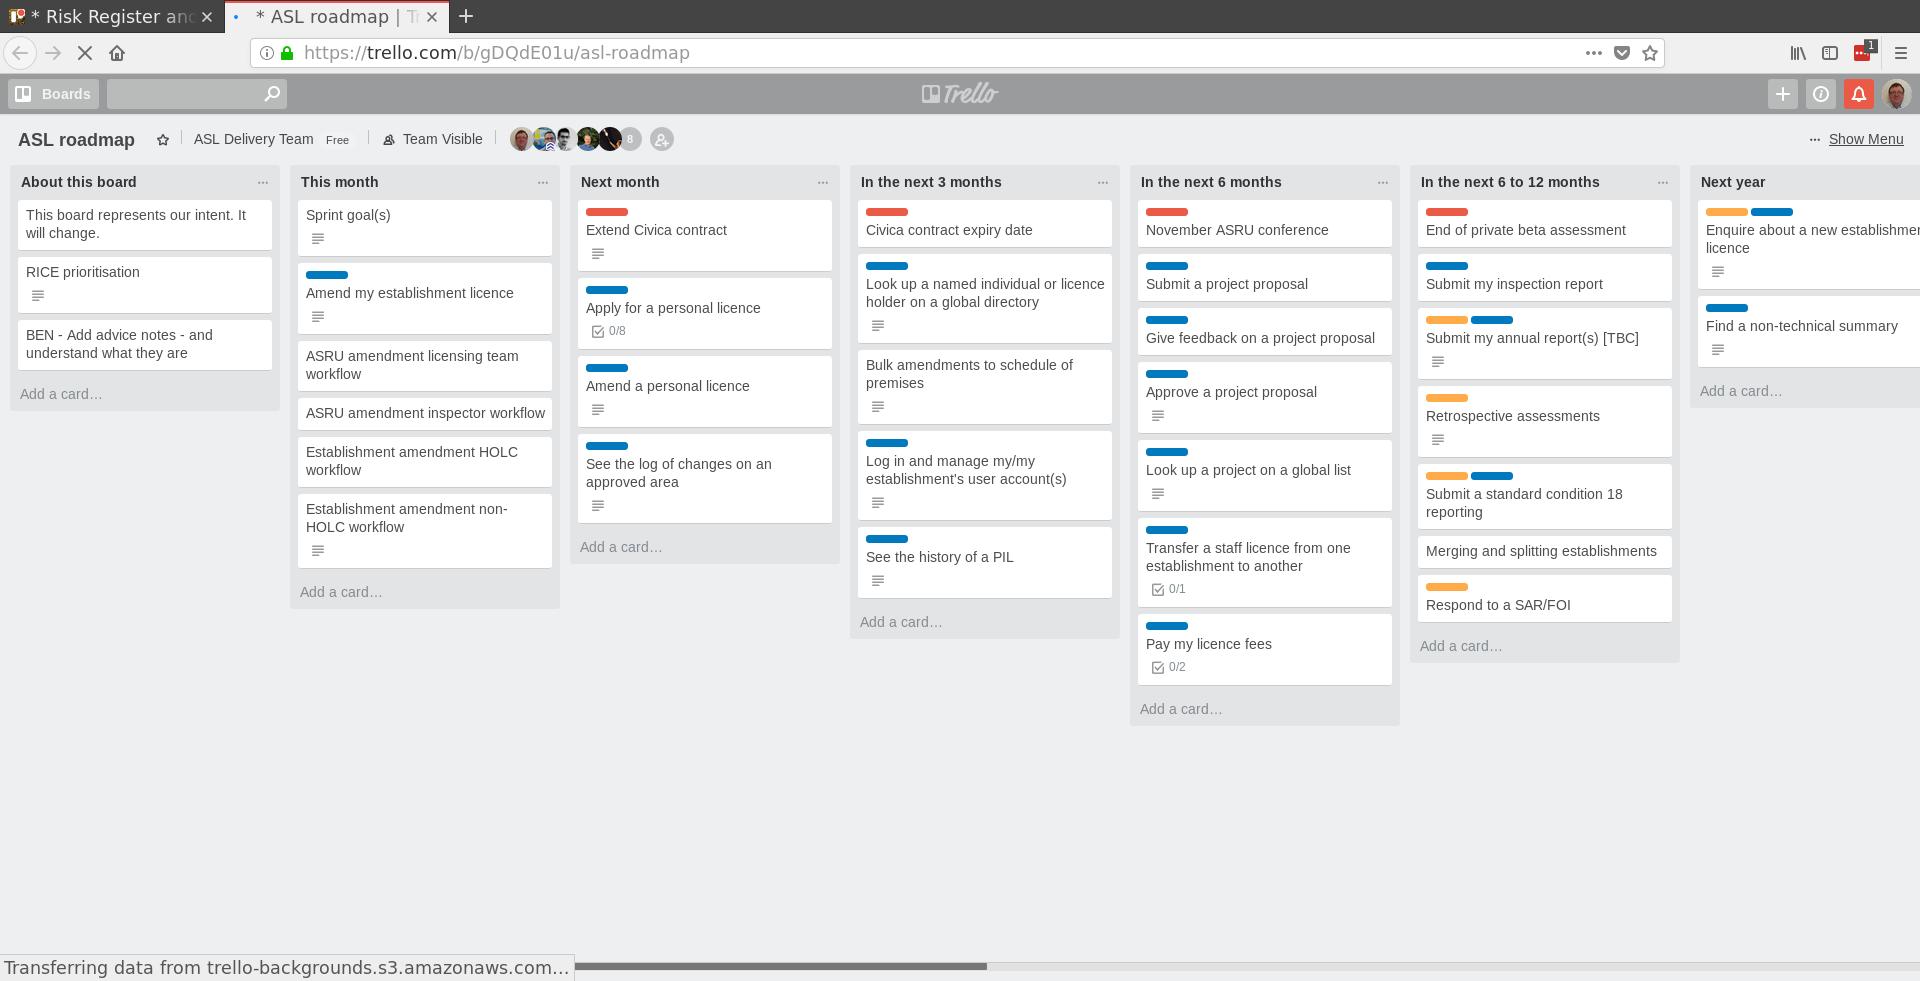 * Risk Register an
* ASL roadmap | T
https://trello.com/b/gDQdE01u/asl-roadmap
1
Boards
Trello
ASL roadmap
ASL Delivery Team
Free
Team Visible
8
Show Menu
About this board
This board represents our intent. It
will change.
RICE prioritisation
BEN - Add advice notes - and
understand what they are
Add a card…
This month
Sprint goal(s)
Amend my establishment licence
ASRU amendment licensing team
workflow
ASRU amendment inspector workflow
Establishment amendment HOLC
workflow
Establishment amendment non-
HOLC workflow
Add a card…
Next month
Extend Civica contract
Apply for a personal licence
0/8
Amend a personal licence
See the log of changes on an
approved area
Add a card…
In the next 3 months
Civica contract expiry date
Look up a named individual or licence
holder on a global directory
Bulk amendments to schedule of
premises
Log in and manage my/my
establishment's user account(s)
See the history of a PIL
Add a card…
In the next 6 months
November ASRU conference
Submit a project proposal
Give feedback on a project proposal
Approve a project proposal
Look up a project on a global list
Transfer a staff licence from one
establishment to another
0/1
Pay my licence fees
0/2
Add a card…
In the next 6 to 12 months
End of private beta assessment
Submit my inspection report
Submit my annual report(s) [TBC]
Retrospective assessments
Submit a standard condition 18
reporting
Merging and splitting establishments
Respond to a SAR/FOI
Add a card…
Next year
Enquire about a new establishmen
licence
Find a non-technical summary
Add a card…
Transferring data from trello-backgrounds.s3.amazonaws.com…